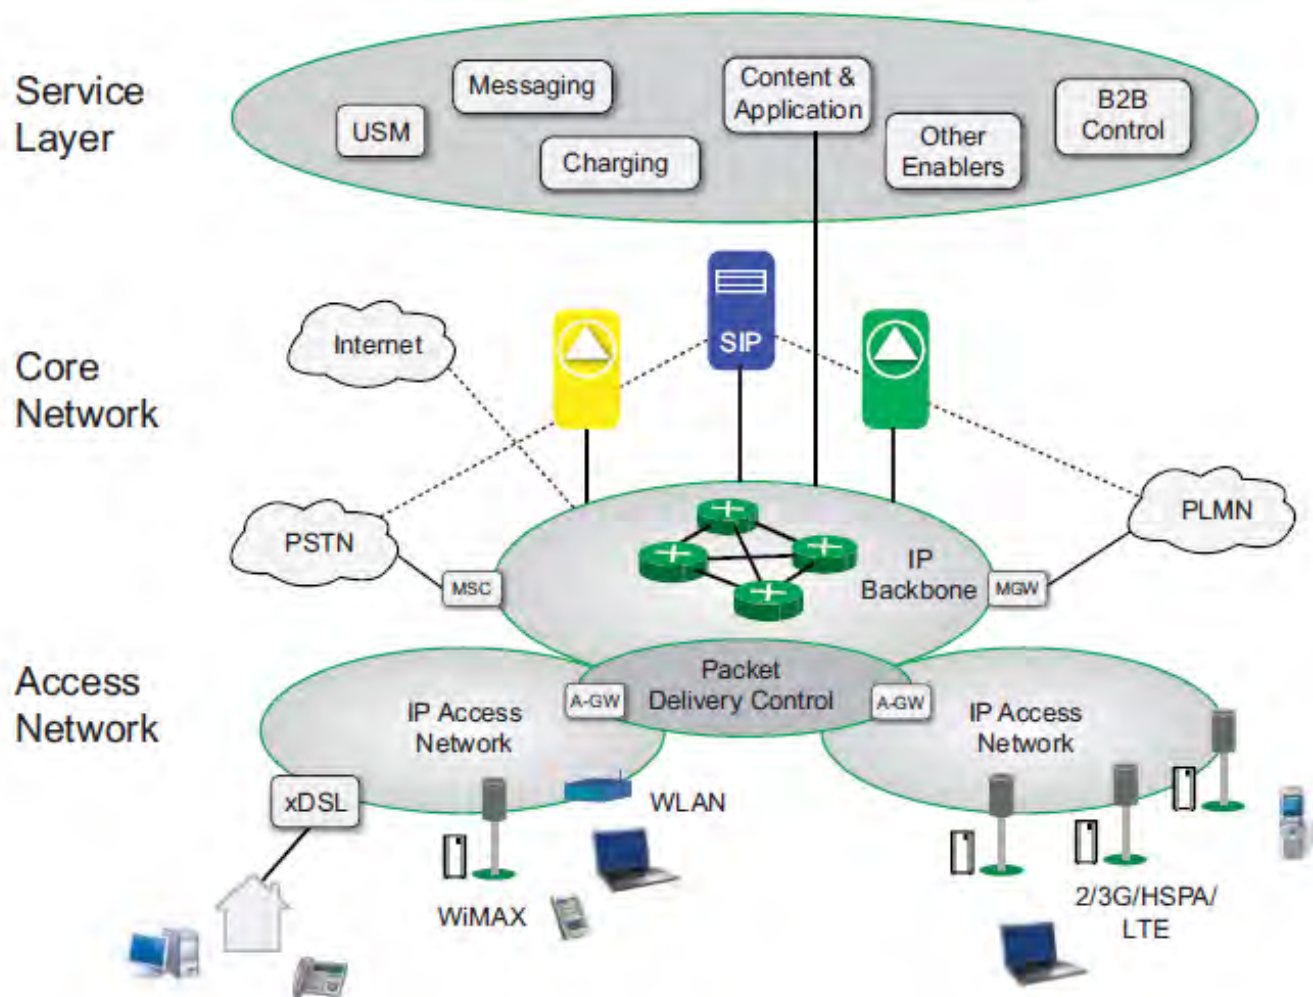 Service
Layer
Messaging
Content &
Application
B2B
Control
USM
Other
Enablers
Charging
SIP
Internet
Core
Network
PSTN
PLMN
IP
Backbone
MSC
MGW
Access
Network
Packet
Delivery Control
A-GW
A-GW
IP Access
Network
IP Access
Network
xDSL
WLAN
WiMAX
2/3G/HSPA/
LTE